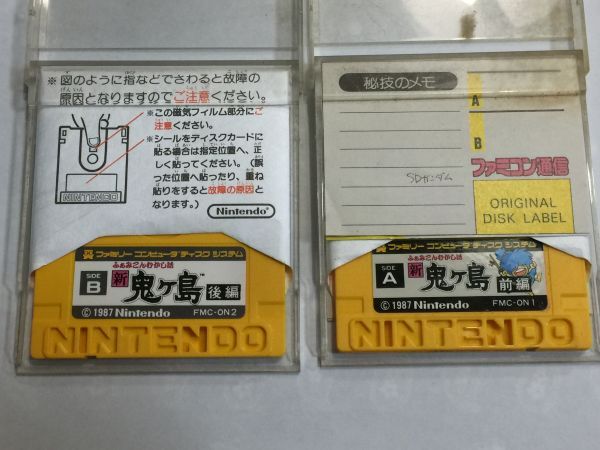 ※図のように指などでさわると故障の
原因となりますのでご注意ください。
※この磁気フィルム部分にご
注意ください。
※シールをディスクカードに
貼る場合は指定位置へ、正
しく貼ってください。(誤
った位置へ貼ったり、重ね
貼りをすると故障の原因と
なります。)
NINTENDO
Nintendo
ファミリー コンピュータ ディスク システム
ふぁみこんむかし話
SIDE
B
新 鬼ヶ島 TM 後編
©1987 Nintendo
FMC-ON2
NINTENDO
秘技のメモ
A
B
ファミコン通信
SDガンダム
ORIGINAL
DISK LABEL
ファミリー コンピュータ ディスク システム
ふぁみこんむかし話
SIDE
A
新 鬼ヶ島 TM 前編
©1987 Nintendo
FMC-ON1
NINTENDO